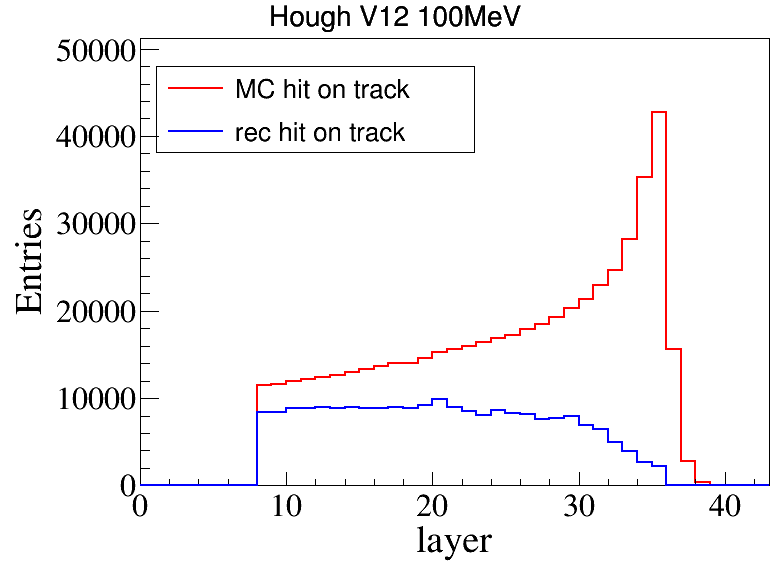 Hough V12 100MeV
50000
MC hit on track
rec hit on track
40000
30000
20000
10000
0
Entries
0 10 20 30 40
layer